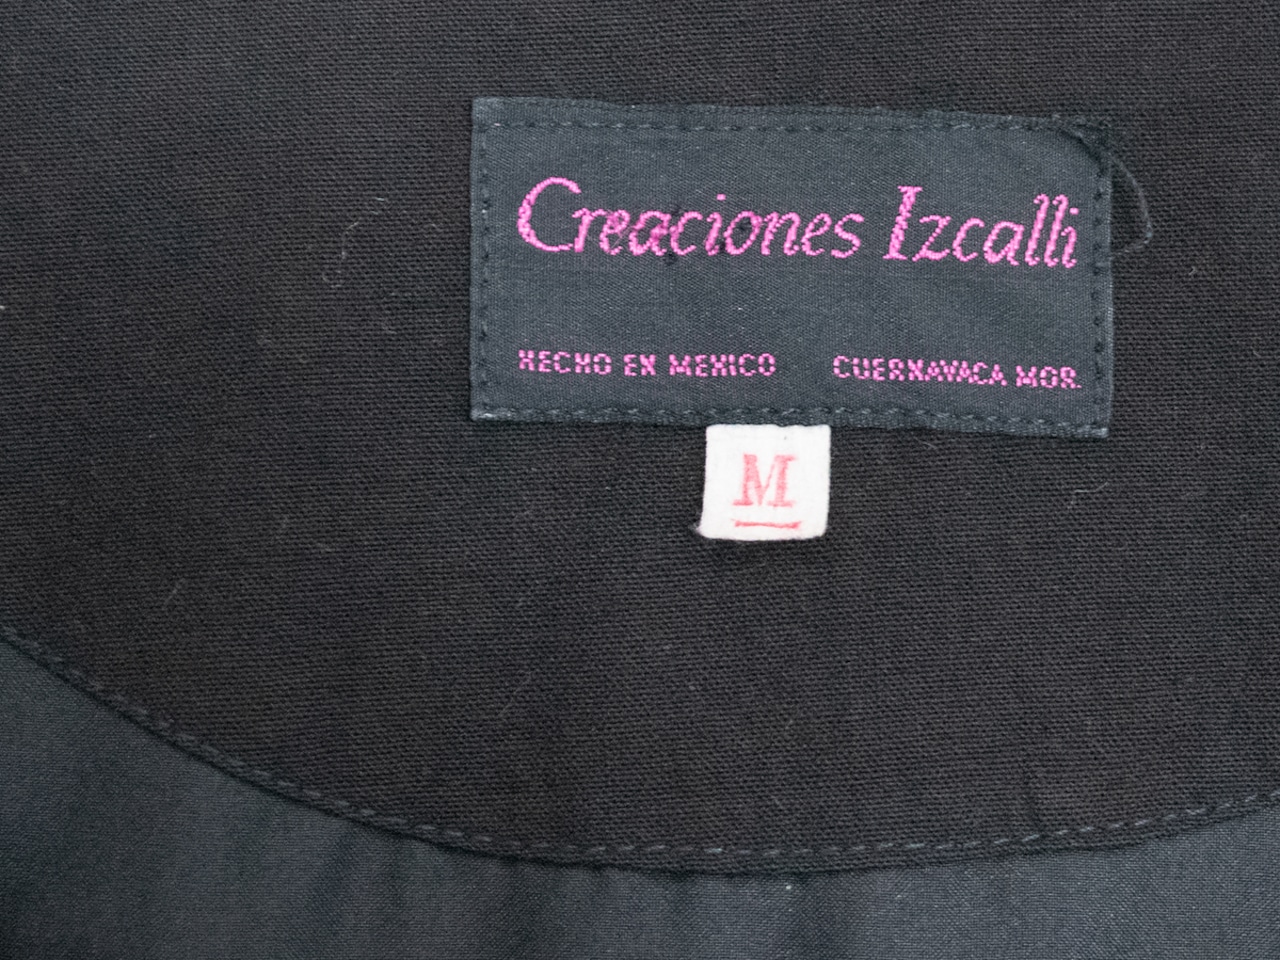 Creaciones Izcalli
HECHO EN MEXICO CUERNAVACA MOR.
M